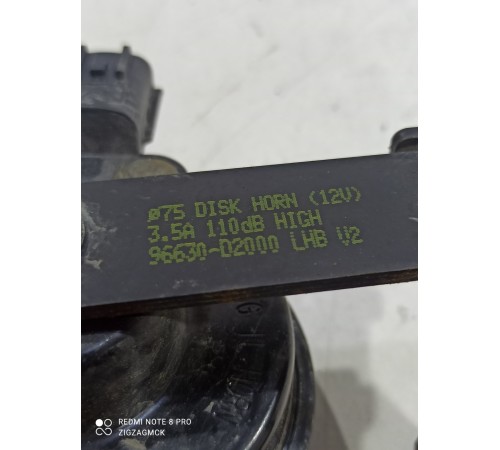 ø75 DISK HORN (12V)
3.5A 110dB HIGH
96630-D2000 LHB V2
REDMI NOTE 8 PRO
ZIGZAGMCK